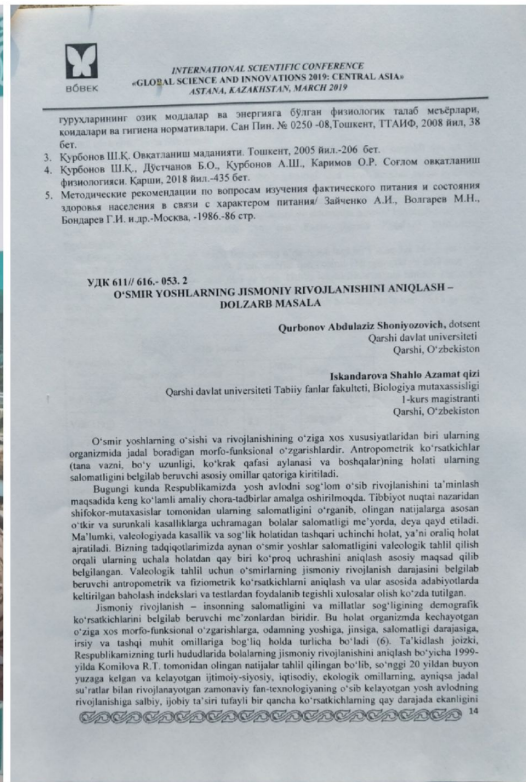 BÓBEK
INTERNATIONAL SCIENTIFIC CONFERENCE
«GLOBAL SCIENCE AND INNOVATIONS 2019: CENTRAL ASIA»
ASTANA, KAZAKHSTAN, MARCH 2019
гурухларининг озик моддалар ва энергияга бўлган физиологик талаб меъёрлари,
коидалари ва гигиена нормативлари. Сан Пин. № 0250 -08,Тошкент, ТТАИФ, 2008 йил, 38
бет.
3. Қурбонов Ш.Қ. Овкатланиш маданияти. Тошкент, 2005 йил.-206 бет.
4. Қурбонов Ш.Қ., Дўстчанов Б.О., Қурбонов А.Ш., Каримов О.Р. Соглом овкатланиш
физиологияси. Қарши, 2018 йил.-435 бет.
5. Методические рекомендации по вопросам изучения фактического питания и состояния
здоровья населения в связи с характером питания/ Зайченко А.И., Волгарев М.Н.,
Бондарев Г.И. и.др.-Москва, -1986.-86 стр.
УДК 611// 616.- 053. 2
O‘SMIR YOSHLARNING JISMONIY RIVOJLANISHINI ANIQLASH –
DOLZARB MASALA
Qurbonov Abdulaziz Shoniyozovich, dotsent
Qarshi davlat universiteti
Qarshi, O‘zbekiston
Iskandarova Shahlo Azamat qizi
Qarshi davlat universiteti Tabiiy fanlar fakulteti, Biologiya mutaxassisligi
1-kurs magistranti
Qarshi, O‘zbekiston
O‘smir yoshlarning o‘sishi va rivojlanishining o‘ziga xos xususiyatlaridan biri ularning
organizmida jadal boradigan morfo-funksional o‘zgarishlardir. Antropometrik ko‘rsatkichlar
(tana vazni, bo‘y uzunligi, ko‘krak qafasi aylanasi va boshqalar)ning holati ularning
salomatligini belgilab beruvchi asosiy omillar qatoriga kiritiladi.
Bugungi kunda Respublikamizda yosh avlodni sog‘lom o‘sib rivojlanishini ta’minlash
maqsadida keng ko‘lamli amaliy chora-tadbirlar amalga oshirilmoqda. Tibbiyot nuqtai nazaridan
shifokor-mutaxasislar tomonidan ularning salomatligini o‘rganib, olingan natijalarga asosan
o‘tkir va surunkali kasalliklarga uchramagan bolalar salomatligi me’yorda, deya qayd etiladi.
Ma’lumki, valeologiyada kasallik va sog‘lik holatidan tashqari uchinchi holat, ya’ni oraliq holat
ajratiladi. Bizning tadqiqotlarimizda aynan o‘smir yoshlar salomatligini valeologik tahlil qilish
orqali ularning uchala holatdan qay biri ko‘proq uchrashini aniqlash asosiy maqsad qilib
belgilangan. Valeologik tahlil uchun o‘smirlarning jismoniy rivojlanish darajasini belgilab
beruvchi antropometrik va fiziometrik ko‘rsatkichlarni aniqlash va ular asosida adabiyotlarda
keltirilgan baholash indekslari va testlardan foydalanib tegishli xulosalar olish ko‘zda tutilgan.
Jismoniy rivojlanish – insonning salomatligini va millatlar sog‘ligining demografik
ko‘rsatkichlarini belgilab beruvchi me’zonlardan biridir. Bu holat organizmda kechayotgan
o‘ziga xos morfo-funksional o‘zgarishlarga, odamning yoshiga, jinsiga, salomatligi darajasiga,
irsiy va tashqi muhit omillariga bog‘liq holda turlicha bo‘ladi (6). Ta’kidlash joizki,
Respublikamizning turli hududlarida bolalarning jismoniy rivojlanishini aniqlash bo‘yicha 1999-
yilda Komilova R.T. tomonidan olingan natijalar tahlil qilingan bo‘lib, so‘nggi 20 yildan buyon
yuzaga kelgan va kelayotgan ijtimoiy-siyosiy, iqtisodiy, ekologik omillarning, ayniqsa jadal
su’ratlar bilan rivojlanayotgan zamonaviy fan-texnologiyaning o‘sib kelayotgan yosh avlodning
rivojlanishiga salbiy, ijobiy ta’siri tufayli bir qancha ko‘rsatkichlarning qay darajada ekanligini
14